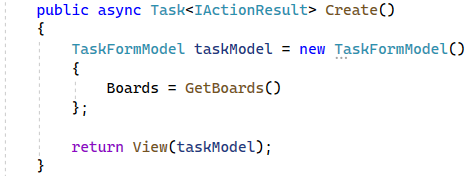 public async Task<IActionResult> Create()
{
TaskFormModel taskModel = new TaskFormModel()
{
Boards = GetBoards()
};
return View(taskModel);
}